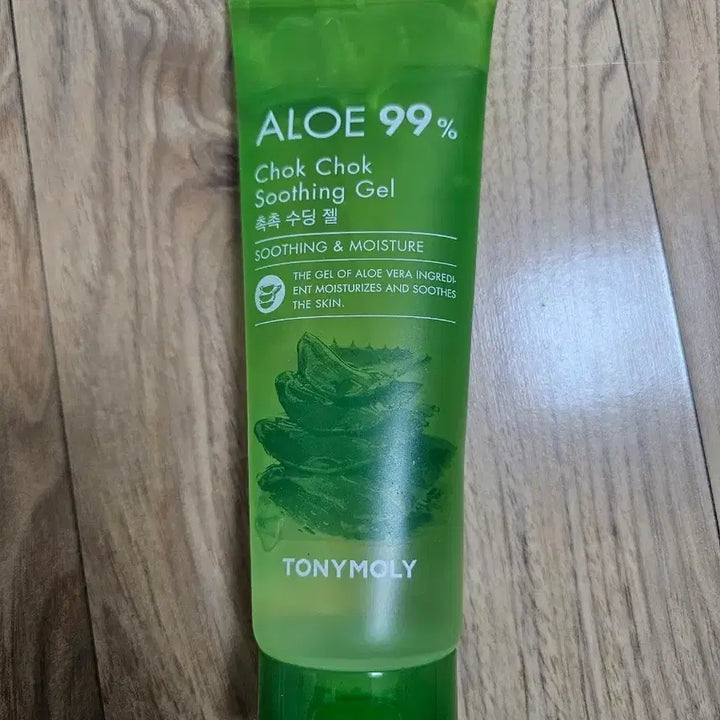 ALOE 99%
Chok Chok
Soothing Gel
촉촉 수딩 젤
SOOTHING & MOISTURE
THE GEL OF ALOE VERA INGREDI-
ENT MOISTURIZES AND SOOTHES
THE SKIN.
TONYMOLY